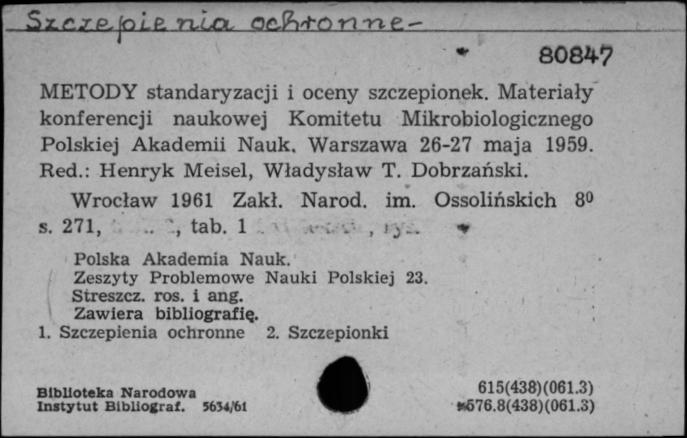 Szczepienia ochronne-
80847
METODY standaryzacji i oceny szczepionek. Materiały
konferencji naukowej Komitetu Mikrobiologicznego
Polskiej Akademii Nauk. Warszawa 26-27 maja 1959.
Red.: Henryk Meisel, Władysław T. Dobrzański.
Wrocław 1961 Zakł. Narod. im. Ossolińskich 8⁰
s. 271, , tab. 1
Polska Akademia Nauk.
Zeszyty Problemowe Nauki Polskiej 23.
Streszcz. ros. i ang.
Zawiera bibliografię.
1. Szczepienia ochronne 2. Szczepionki
Biblioteka Narodowa 615(438)(061.3)
Instytut Bibliograf. 5634/61 576.8(438)(061.3)